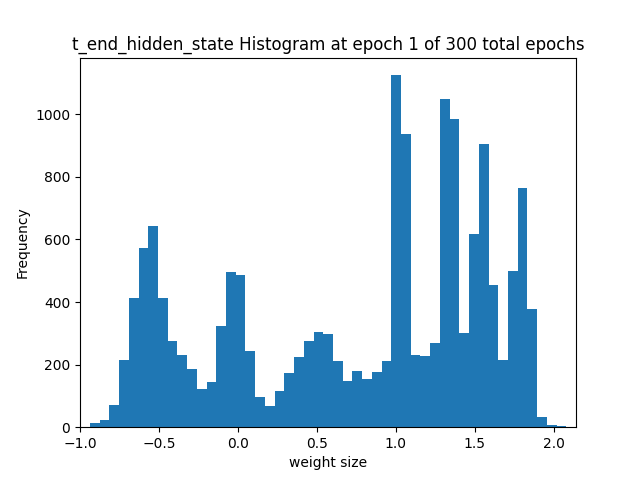 t_end_hidden_state Histogram at epoch 1 of 300 total epochs
1000
800
600
400
200
0
Frequency
−1.0 −0.5 0.0 0.5 1.0 1.5 2.0
weight size